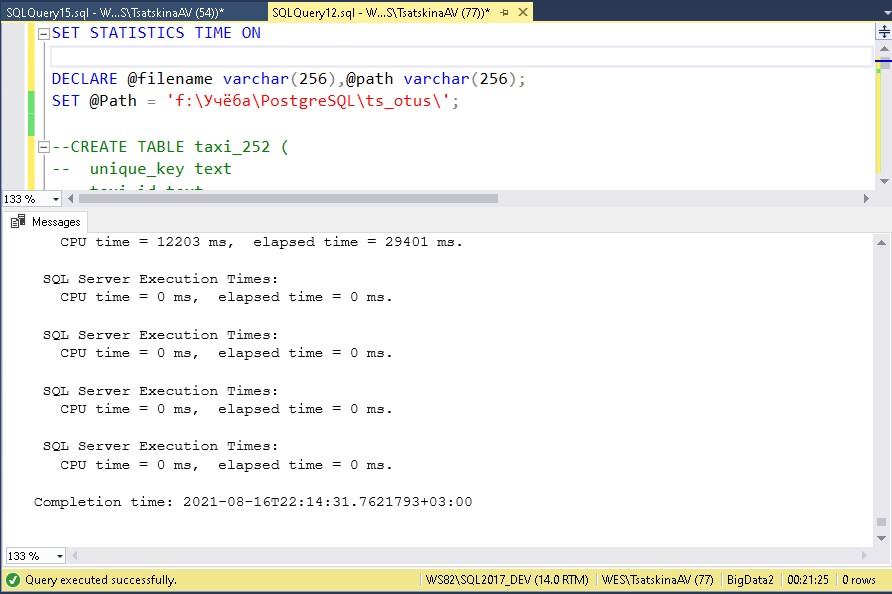 SQLQuery15.sql - W...S\TsatskinaAV (54))*
SQLQuery12.sql - W...S\TsatskinaAV (77))*
SET STATISTICS TIME ON
DECLARE @filename varchar(256),@path varchar(256);
SET @Path = 'f:\Учёба\PostgreSQL\ts_otus\';
--CREATE TABLE taxi_252 (
--  unique_key text
133 %
Messages
CPU time = 12203 ms,  elapsed time = 29401 ms.
SQL Server Execution Times:
CPU time = 0 ms,  elapsed time = 0 ms.
SQL Server Execution Times:
CPU time = 0 ms,  elapsed time = 0 ms.
SQL Server Execution Times:
CPU time = 0 ms,  elapsed time = 0 ms.
SQL Server Execution Times:
CPU time = 0 ms,  elapsed time = 0 ms.
Completion time: 2021-08-16T22:14:31.7621793+03:00
133 %
Query executed successfully.
WS82\SQL2017_DEV (14.0 RTM)
WES\TsatskinaAV (77)
BigData2
00:21:25
0 rows